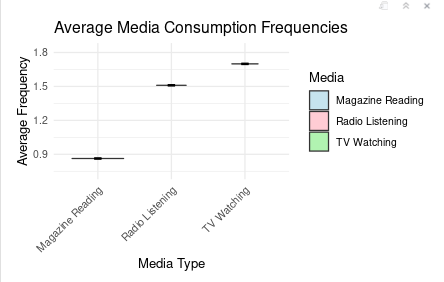 Average Media Consumption Frequencies
1.8
1.5
1.2
0.9
Average Frequency
Magazine Reading
Radio Listening
TV Watching
Media Type
Media
Magazine Reading
Radio Listening
TV Watching